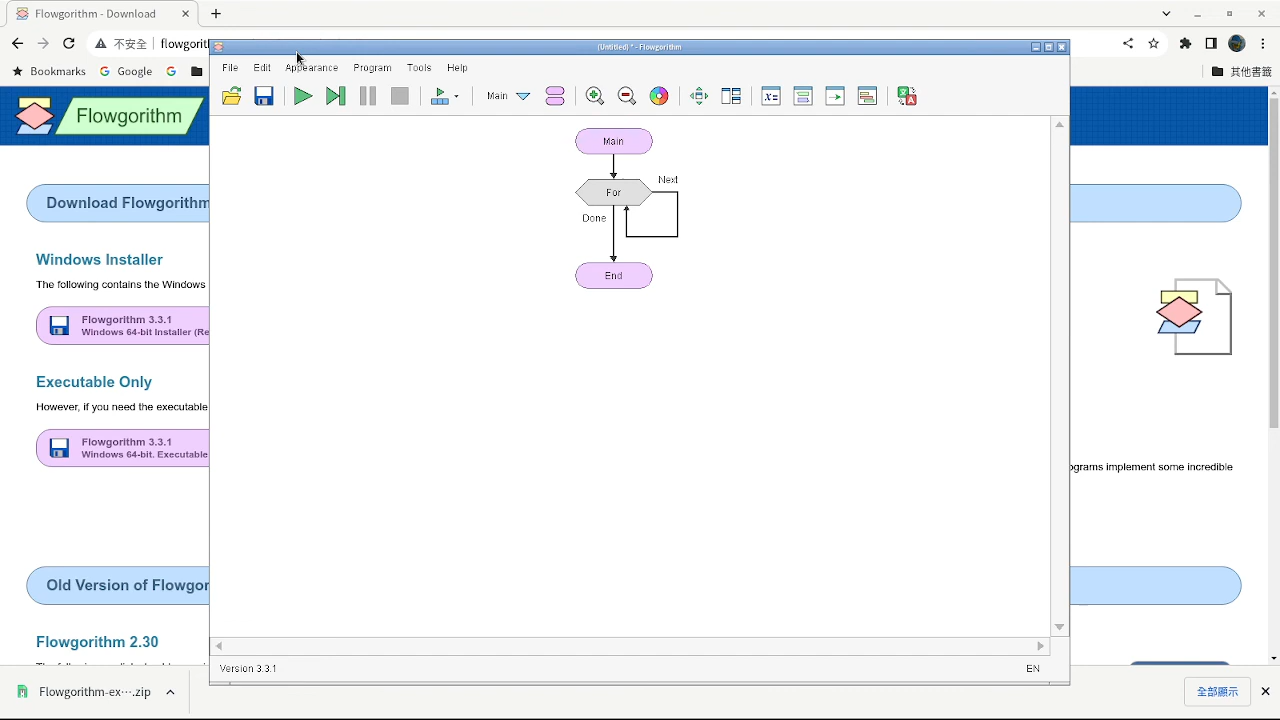 Flowgorithm - Download
不安全
flowgorit
Bookmarks
Google
其他書籤
(Untitled) * - Flowgorithm
File Edit Appearance Program Tools Help
Main
Flowgorithm
Main
For
Next
Done
End
Download Flowgorithm
Windows Installer
The following contains the Windows
Flowgorithm 3.3.1
Windows 64-bit Installer (Re
Executable Only
However, if you need the executable
Flowgorithm 3.3.1
Windows 64-bit. Executable
ograms implement some incredible
Old Version of Flowgor
Flowgorithm 2.30
Version 3.3.1
EN
Flowgorithm-ex···.zip
全部顯示